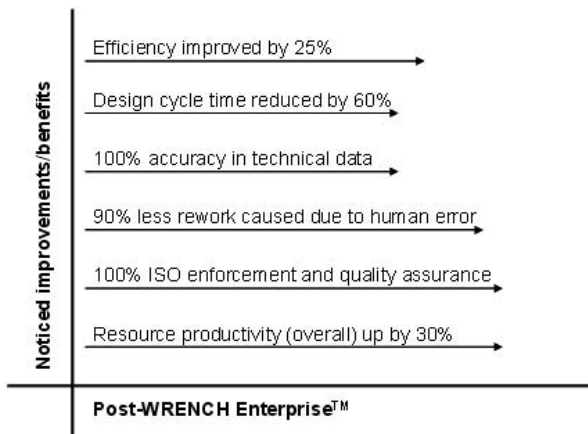 Noticed improvements/benefits
Efficiency improved by 25%
Design cycle time reduced by 60%
100% accuracy in technical data
90% less rework caused due to human error
100% ISO enforcement and quality assurance
Resource productivity (overall) up by 30%
Post-WRENCH Enterprise™